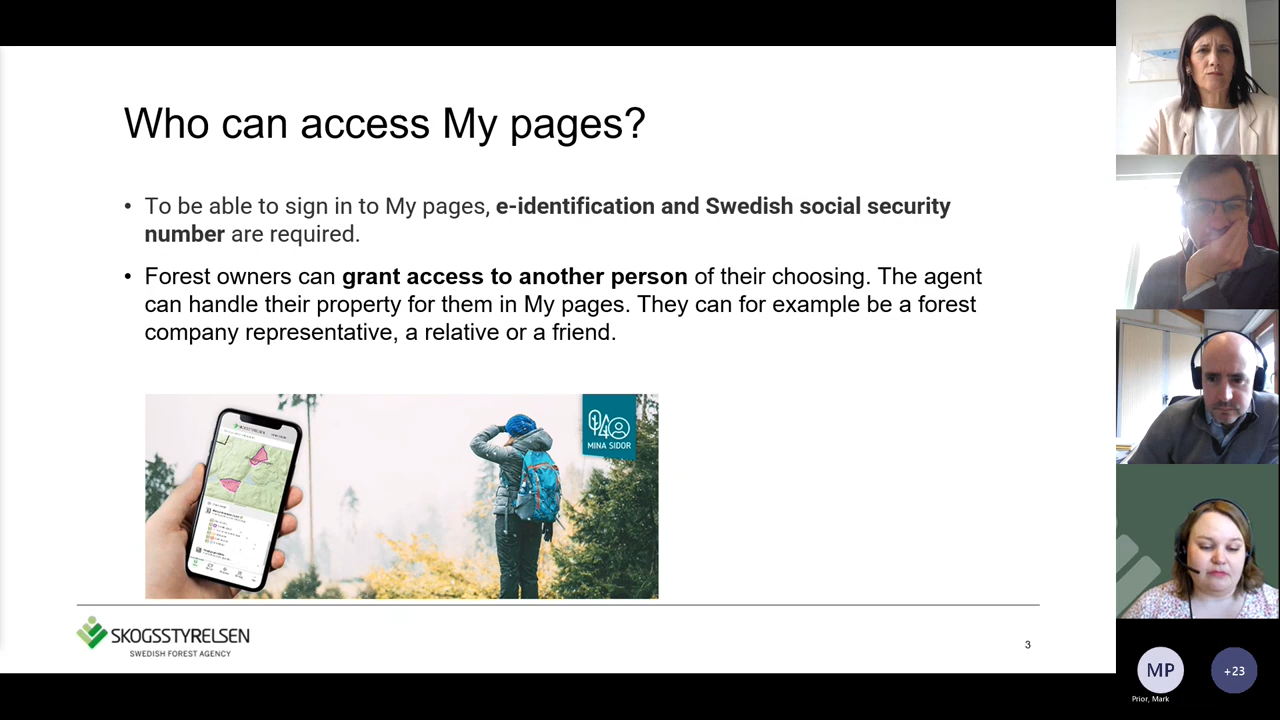 Who can access My pages?
• To be able to sign in to My pages, e-identification and Swedish social security
number are required.
• Forest owners can grant access to another person of their choosing. The agent
can handle their property for them in My pages. They can for example be a forest
company representative, a relative or a friend.
MINA SIDOR
SKOGSSTYRELSEN
SWEDISH FOREST AGENCY
3
MP
+23
Prior, Mark